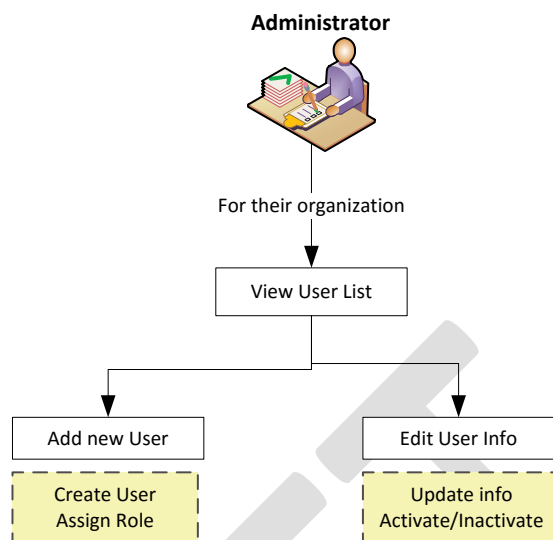 Administrator
For their organization
View User List
Add new User
Edit User Info
Create User
Assign Role
Update info
Activate/Inactivate